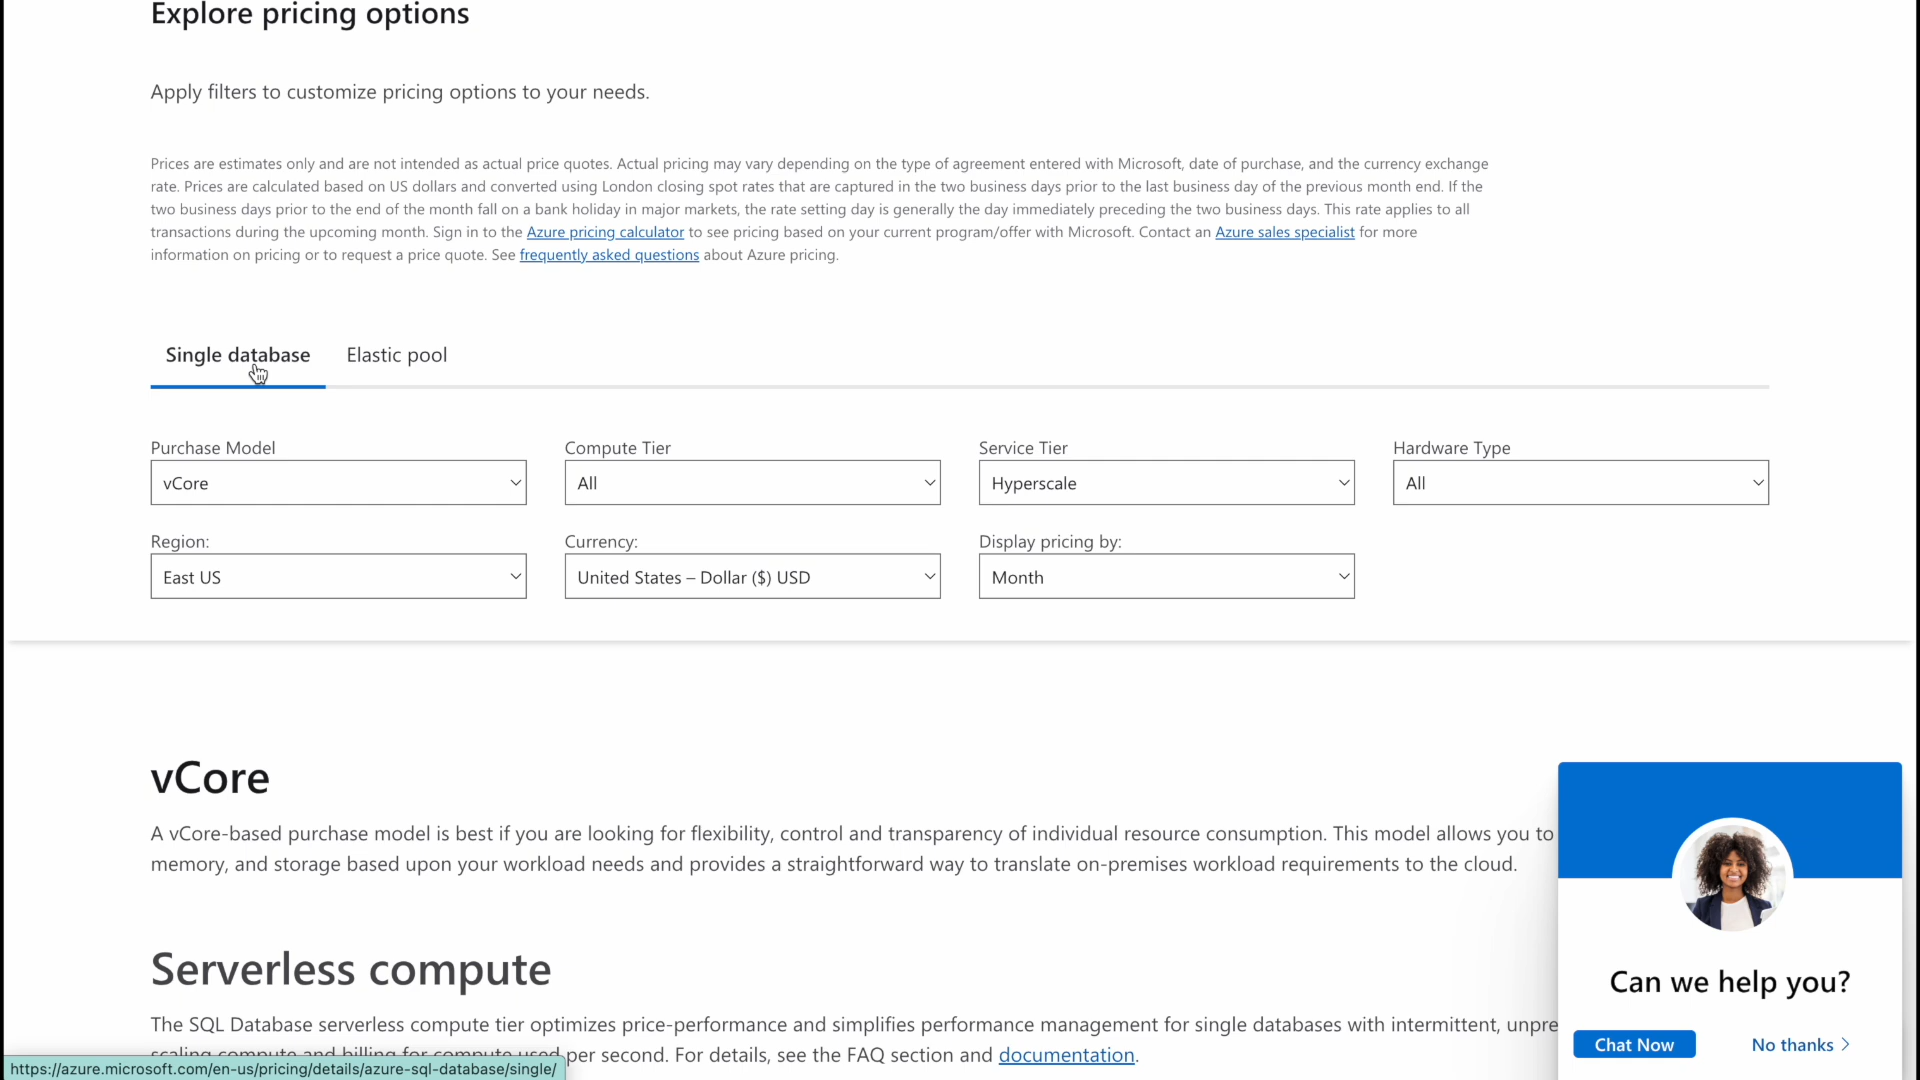 Explore pricing options
Apply filters to customize pricing options to your needs.
Prices are estimates only and are not intended as actual price quotes. Actual pricing may vary depending on the type of agreement entered with Microsoft, date of purchase, and the currency exchange
rate. Prices are calculated based on US dollars and converted using London closing spot rates that are captured in the two business days prior to the last business day of the previous month end. If the
two business days prior to the end of the month fall on a bank holiday in major markets, the rate setting day is generally the day immediately preceding the two business days. This rate applies to all
transactions during the upcoming month. Sign in to the Azure pricing calculator to see pricing based on your current program/offer with Microsoft. Contact an Azure sales specialist for more
information on pricing or to request a price quote. See frequently asked questions about Azure pricing.
Single database Elastic pool
Purchase Model Compute Tier Service Tier Hardware Type
vCore All Hyperscale All
Region: Currency: Display pricing by:
East US United States – Dollar ($) USD Month
vCore
A vCore-based purchase model is best if you are looking for flexibility, control and transparency of individual resource consumption. This model allows you to
memory, and storage based upon your workload needs and provides a straightforward way to translate on-premises workload requirements to the cloud.
Serverless compute
The SQL Database serverless compute tier optimizes price-performance and simplifies performance management for single databases with intermittent, unpre
scaling compute and billing for compute used per second. For details, see the FAQ section and documentation.
https://azure.microsoft.com/en-us/pricing/details/azure-sql-database/single/
Can we help you?
Chat Now No thanks